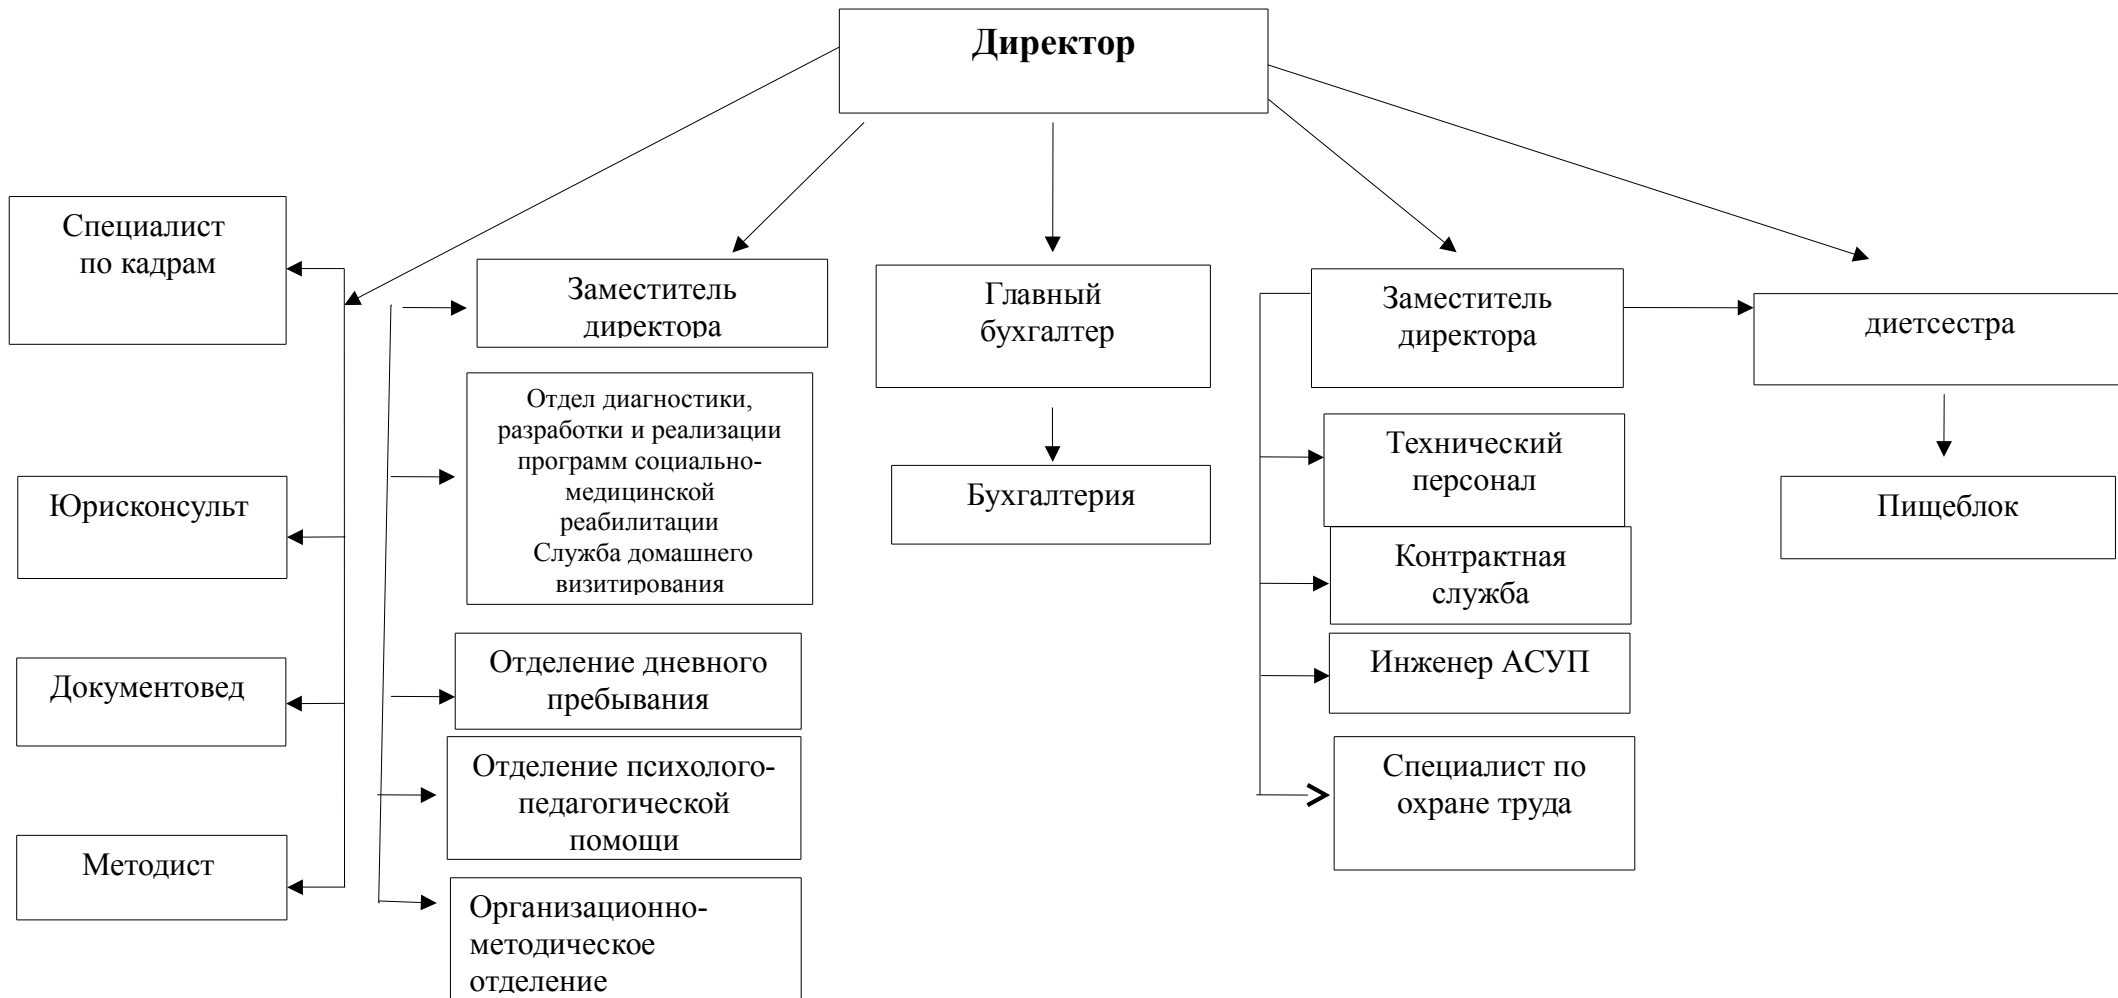 Директор
Специалист
по кадрам
Юрисконсульт
Документовед
Методист
Заместитель
директора
Отдел диагностики,
разработки и реализации
программ социально-
медицинской
реабилитации
Служба домашнего
визитирования
Отделение дневного
пребывания
Отделение психолого-
педагогической
помощи
Организационно-
методическое
отделение
Главный
бухгалтер
Бухгалтерия
Заместитель
директора
Технический
персонал
Контрактная
служба
Инженер АСУП
Специалист по
охране труда
диетсестра
Пищеблок